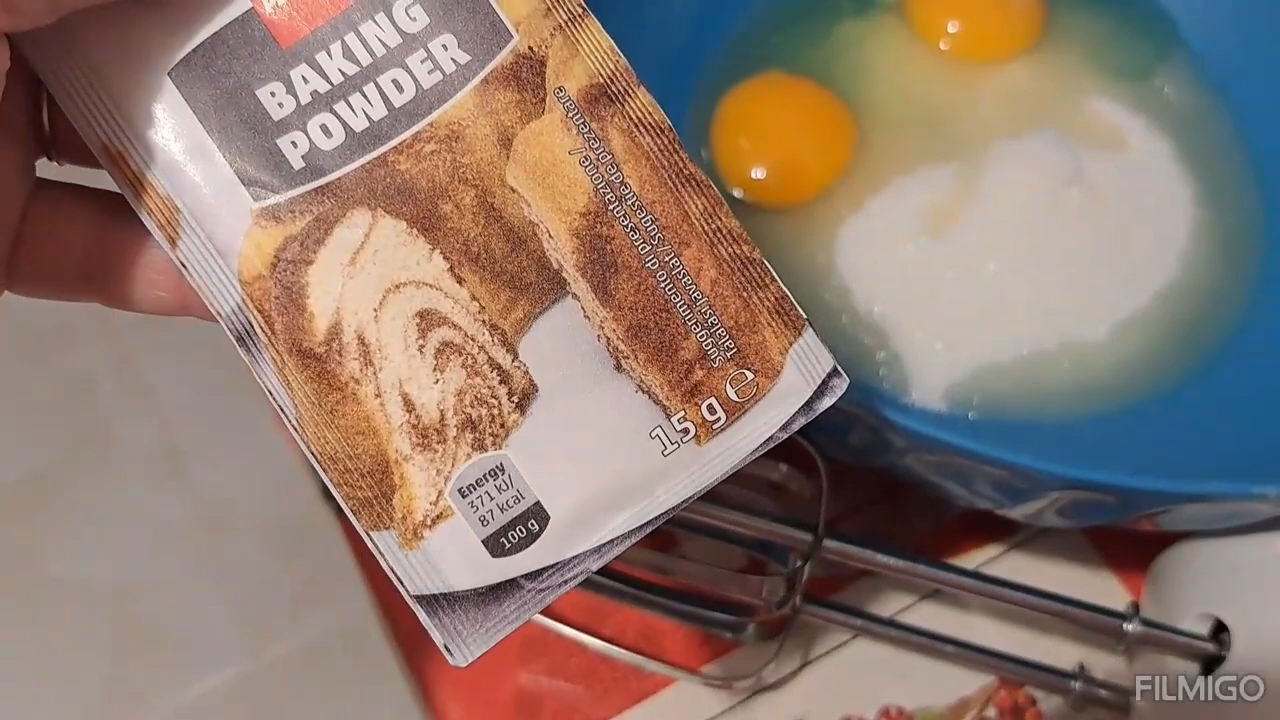 BAKING
POWDER
Suggerimento di presentazione /
tálalási javaslat / Sugestie de prezentare
15 g e
Energy
371 kJ/
87 kcal
100 g
FILMIGO